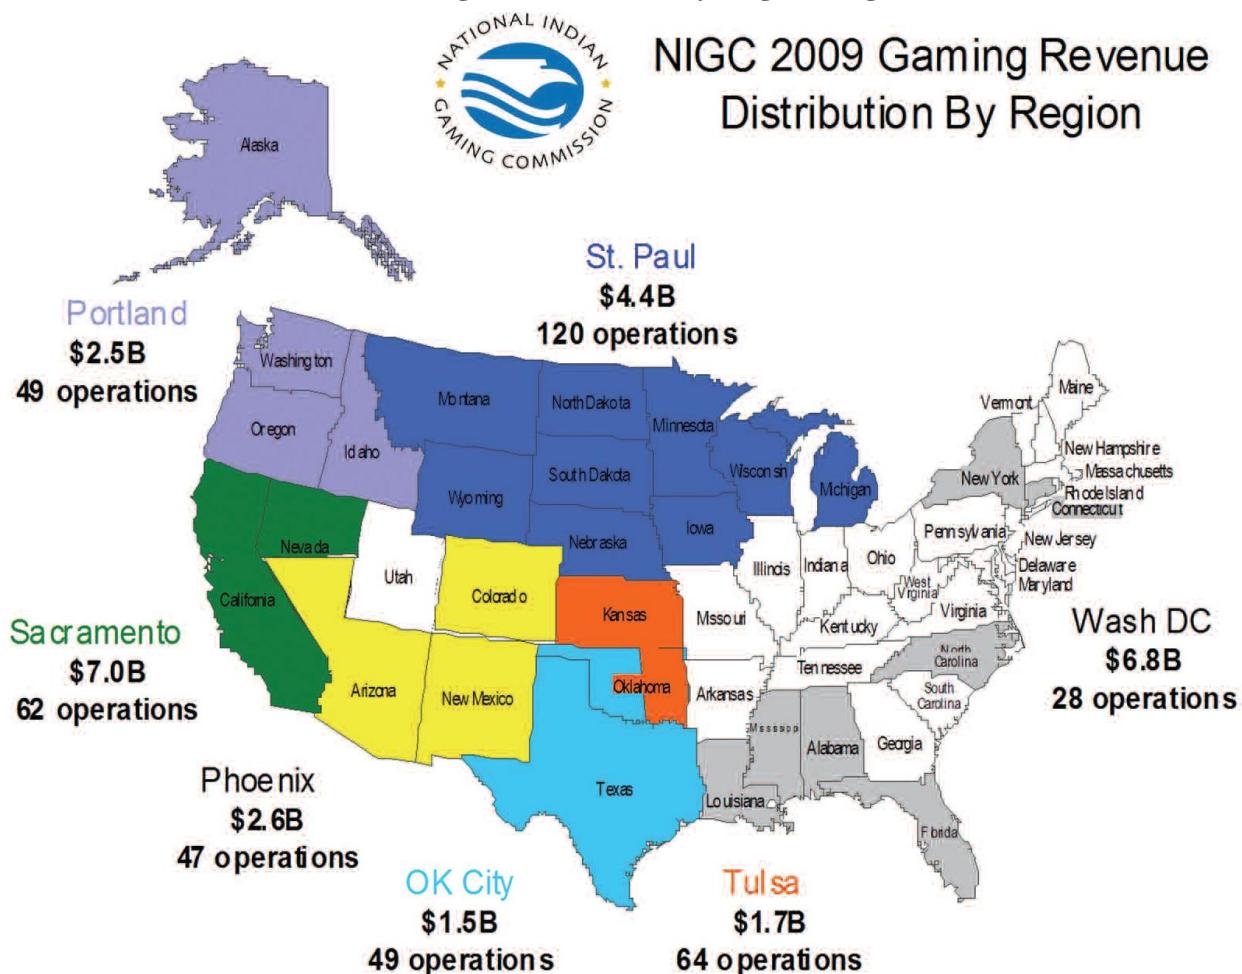 NATIONAL INDIAN
GAMING COMMISSION
NIGC 2009 Gaming Revenue
Distribution By Region
Alaska
St. Paul
$4.4B
120 operations
Portland
$2.5B
49 operations
Washington
Oregon
Idaho
Montana
North Dakota
Minnesota
South Dakota
Wyoming
Wisconsin
Michigan
Iowa
Nebraska
Maine
Vermont
New Hampshire
Massachusetts
New York
Rhode Island
Connecticut
Pennsylvania
New Jersey
Delaware
Maryland
Nevada
Utah
Colorado
California
Kansas
Illincis
Indiana
Ohio
West
Virginia
Virginia
Mssouri
Kentucky
Sacramento
$7.0B
62 operations
Wash DC
$6.8B
28 operations
Arizona
New Mexico
Oklahoma
Arkansas
Tennessee
North
Carolina
South
Carolina
Mississipp
Alabama
Georgia
Texas
Louisiana
Florida
Phoenix
$2.6B
47 operations
OK City
$1.5B
49 operations
Tulsa
$1.7B
64 operations